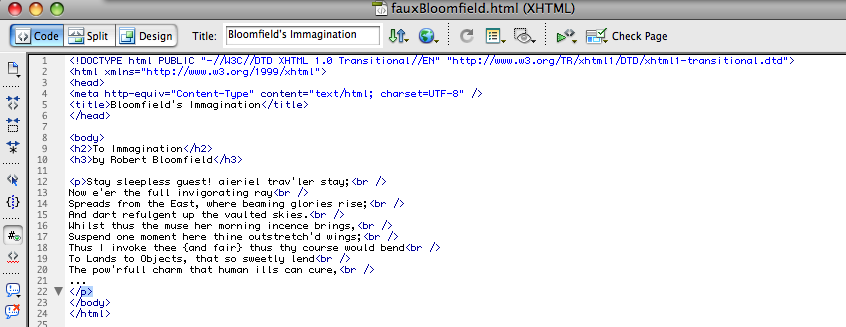 fauxBloomfield.html (XHTML)
Code Split Design Title: Bloomfield's Immagination Check Page
1 <!DOCTYPE html PUBLIC "-//W3C//DTD XHTML 1.0 Transitional//EN" "http://www.w3.org/TR/xhtml1/DTD/xhtml1-transitional.dtd">
2 <html xmlns="http://www.w3.org/1999/xhtml">
3 <head>
4 <meta http-equiv="Content-Type" content="text/html; charset=UTF-8" />
5 <title>Bloomfield's Immagination</title>
6 </head>
7
8 <body>
9 <h2>To Immagination</h2>
10 <h3>by Robert Bloomfield</h3>
11
12 <p>Stay sleepless guest! aieriel trav'ler stay;<br />
13 Now e'er the full invigorating ray<br />
14 Spreads from the East, where beaming glories rise;<br />
15 And dart refulgent up the vaulted skies.<br />
16 Whilst thus the muse her morning incence brings,<br />
17 Suspend one moment here thine outstretch'd wings;<br />
18 Thus I invoke thee {and fair} thus thy course would bend<br />
19 To Lands to Objects, that so sweetly lend<br />
20 The pow'rfull charm that human ills can cure,<br />
21 ...
22 </p>
23 </body>
24 </html>
25